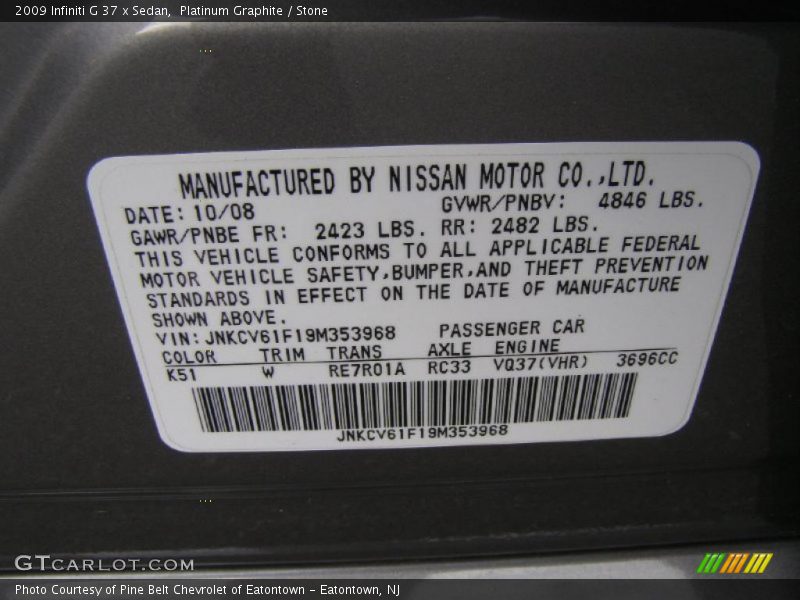 2009 Infiniti G 37 x Sedan, Platinum Graphite / Stone
MANUFACTURED BY NISSAN MOTOR CO.,LTD.
DATE: 10/08 GVWR/PNBV: 4846 LBS.
GAWR/PNBE FR: 2423 LBS. RR: 2482 LBS.
THIS VEHICLE CONFORMS TO ALL APPLICABLE FEDERAL
MOTOR VEHICLE SAFETY,BUMPER,AND THEFT PREVENTION
STANDARDS IN EFFECT ON THE DATE OF MANUFACTURE
SHOWN ABOVE.
VIN: JNKCV61F19M353968 PASSENGER CAR
COLOR TRIM TRANS AXLE ENGINE
K51 W RE7R01A RC33 VQ37(VHR) 3696CC
JNKCV61F19M353968
GTCARLOT.COM
Photo Courtesy of Pine Belt Chevrolet of Eatontown – Eatontown, NJ